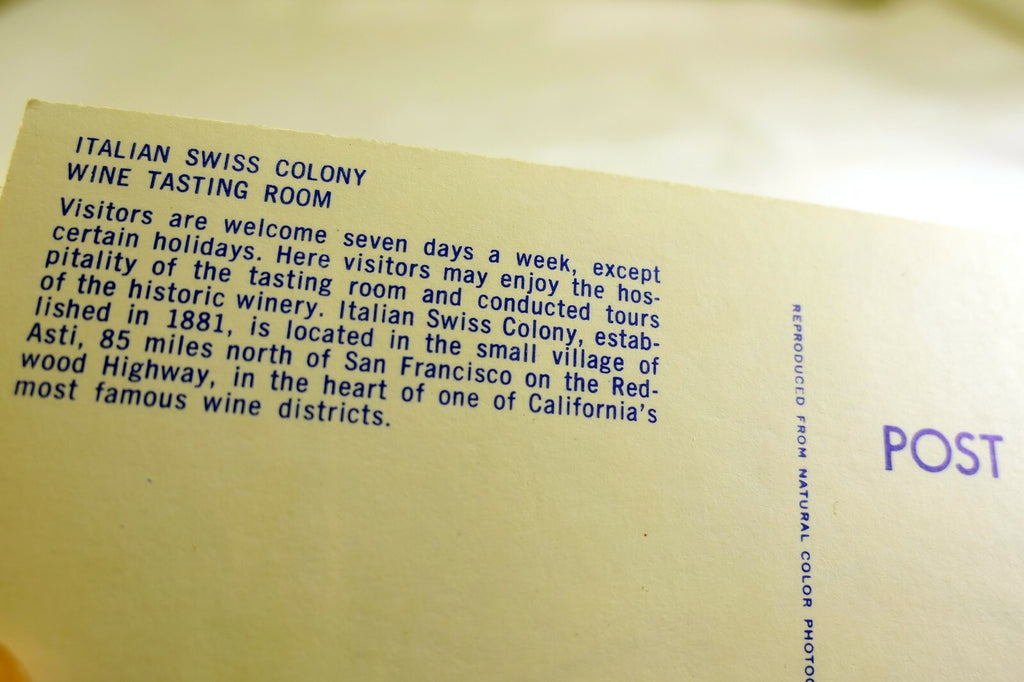 ITALIAN SWISS COLONY
WINE TASTING ROOM
Visitors are welcome seven days a week, except
certain holidays. Here visitors may enjoy the hos-
pitality of the tasting room and conducted tours
of the historic winery. Italian Swiss Colony, estab-
lished in 1881, is located in the small village of
Asti, 85 miles north of San Francisco on the Red-
wood Highway, in the heart of one of California's
most famous wine districts.
REPRODUCED FROM NATURAL COLOR
POST